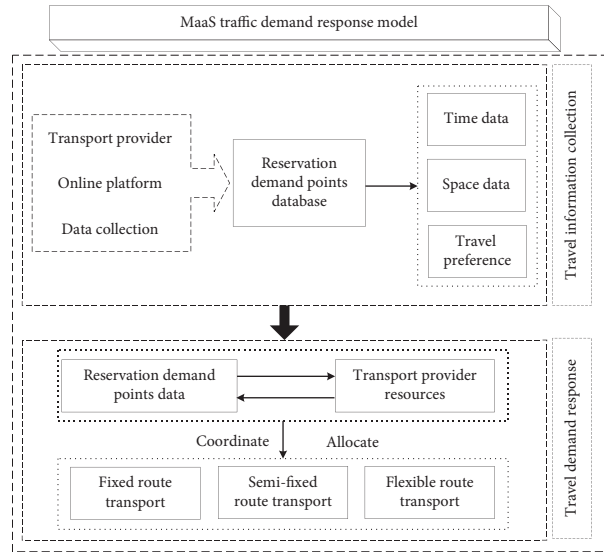 MaaS traffic demand response model
Transport provider
Online platform
Data collection
Reservation
demand points
database
Time data
Space data
Travel
preference
Travel information collection
Reservation demand
points data
Transport provider
resources
Coordinate
Allocate
Fixed route
transport
Semi-fixed
route transport
Flexible route
transport
Travel demand response